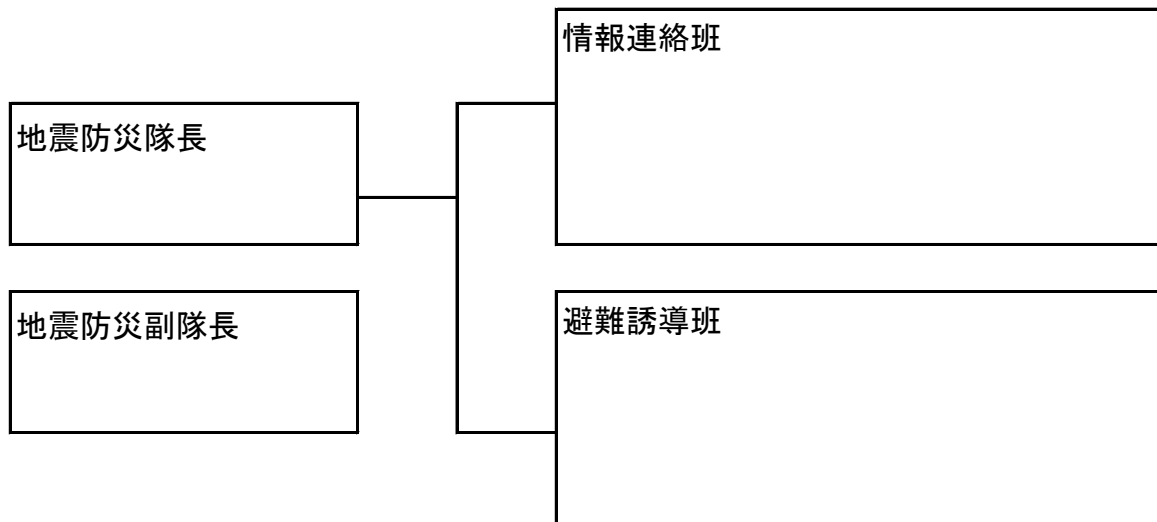 情報連絡班
地震防災隊長
地震防災副隊長
避難誘導班